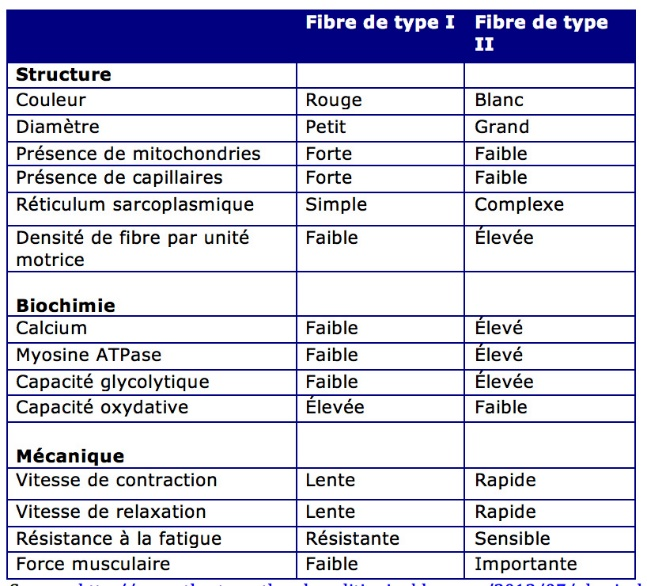 Fibre de type I Fibre de type
II
Structure
Couleur Rouge Blanc
Diamètre Petit Grand
Présence de mitochondries Forte Faible
Présence de capillaires Forte Faible
Réticulum sarcoplasmique Simple Complexe
Densité de fibre par unité Faible Élevée
motrice
Biochimie
Calcium Faible Élevé
Myosine ATPase Faible Élevé
Capacité glycolytique Faible Élevée
Capacité oxydative Élevée Faible
Mécanique
Vitesse de contraction Lente Rapide
Vitesse de relaxation Lente Rapide
Résistance à la fatigue Résistante Sensible
Force musculaire Faible Importante